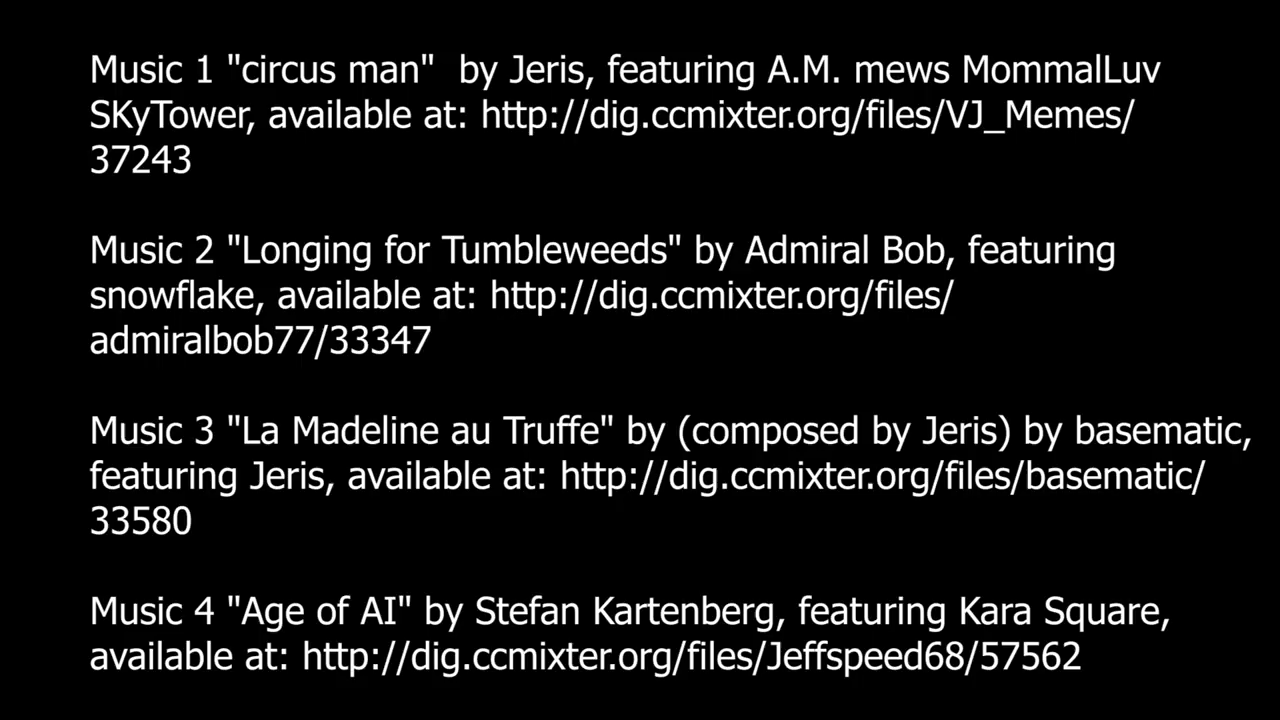 Music 1 "circus man"  by Jeris, featuring A.M. mews MommalLuv
SKyTower, available at: http://dig.ccmixter.org/files/VJ_Memes/
37243
Music 2 "Longing for Tumbleweeds" by Admiral Bob, featuring
snowflake, available at: http://dig.ccmixter.org/files/
admiralbob77/33347
Music 3 "La Madeline au Truffe" by (composed by Jeris) by basematic,
featuring Jeris, available at: http://dig.ccmixter.org/files/basematic/
33580
Music 4 "Age of AI" by Stefan Kartenberg, featuring Kara Square,
available at: http://dig.ccmixter.org/files/Jeffspeed68/57562